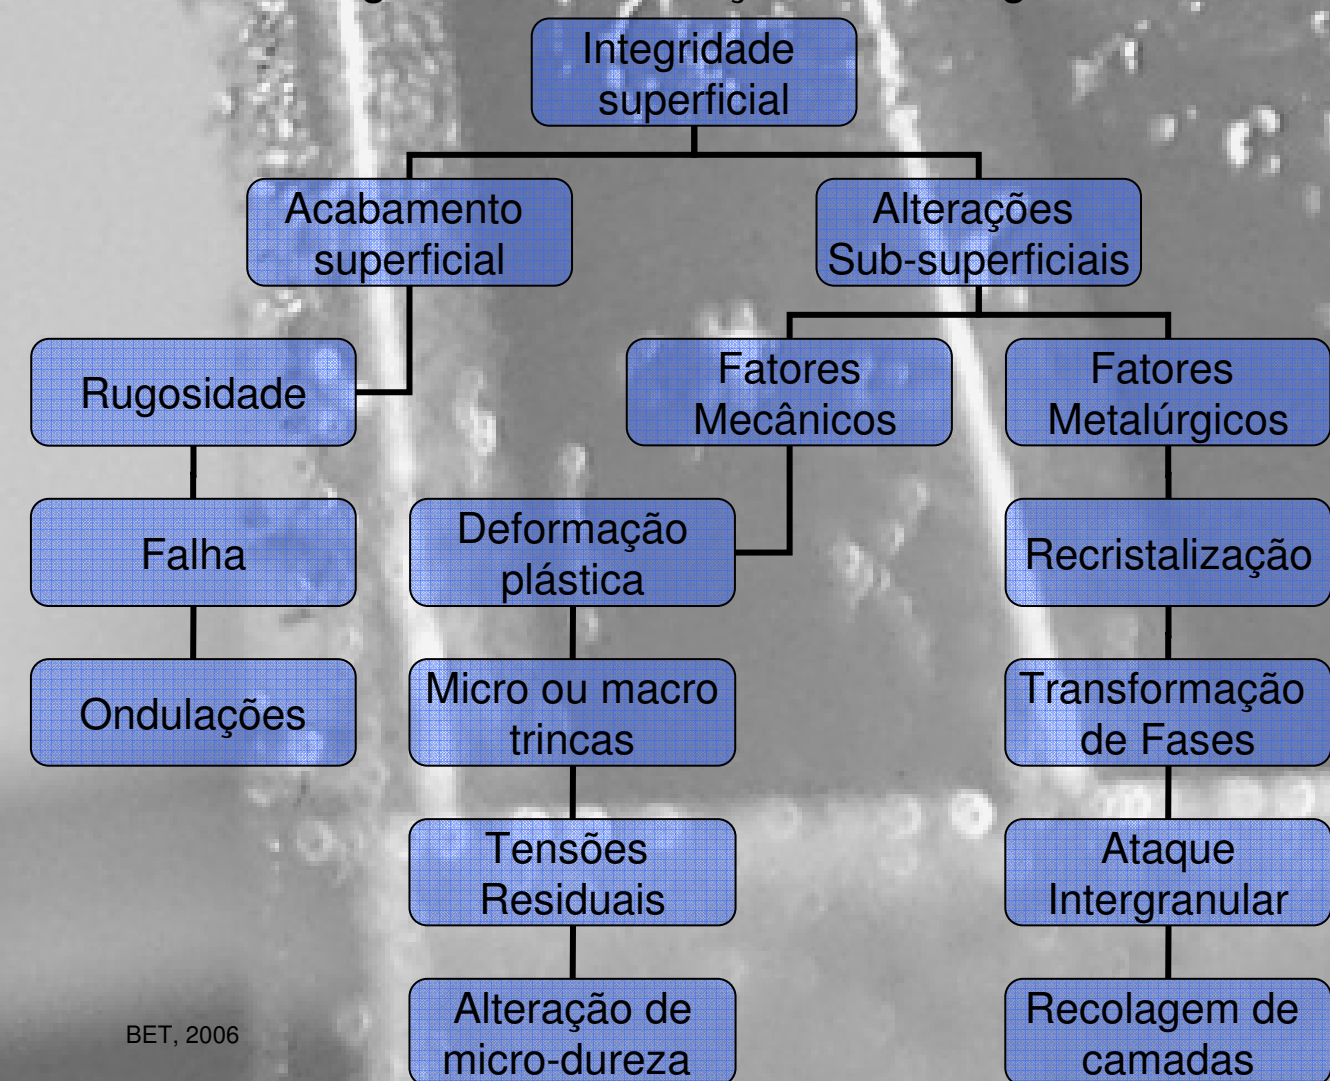 Integridade
superficial
Acabamento
superficial
Alterações
Sub-superficiais
Rugosidade
Fatores
Mecânicos
Fatores
Metalúrgicos
Falha
Deformação
plástica
Recristalização
Ondulações
Micro ou macro
trincas
Transformação
de Fases
Tensões
Residuais
Ataque
Intergranular
Alteração de
micro-dureza
Recolagem de
camadas
BET, 2006